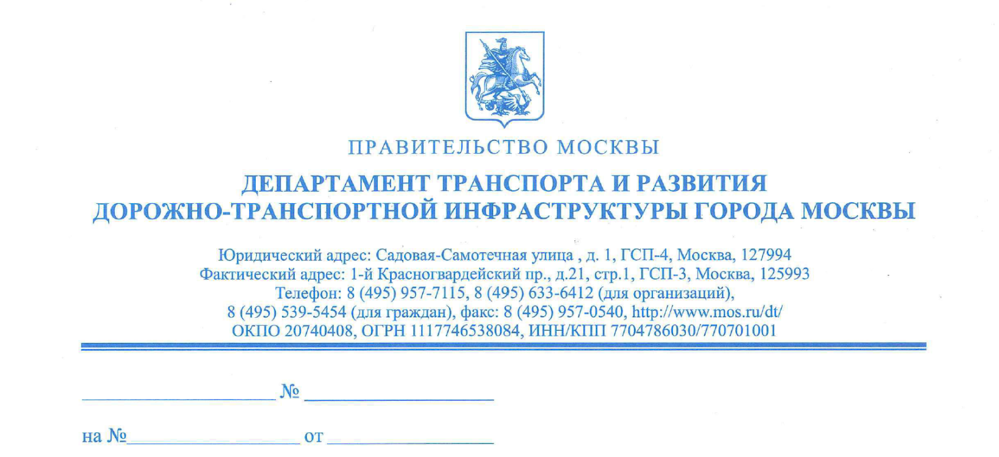 ПРАВИТЕЛЬСТВО МОСКВЫ
ДЕПАРТАМЕНТ ТРАНСПОРТА И РАЗВИТИЯ
ДОРОЖНО-ТРАНСПОРТНОЙ ИНФРАСТРУКТУРЫ ГОРОДА МОСКВЫ
Юридический адрес: Садовая-Самотечная улица , д. 1, ГСП-4, Москва, 127994
Фактический адрес: 1-й Красногвардейский пр., д.21, стр.1, ГСП-3, Москва, 125993
Телефон: 8 (495) 957-7115, 8 (495) 633-6412 (для организаций),
8 (495) 539-5454 (для граждан), факс: 8 (495) 957-0540, http://www.mos.ru/dt/
ОКПО 20740408, ОГРН 1117746538084, ИНН/КПП 7704786030/770701001
№
на № от